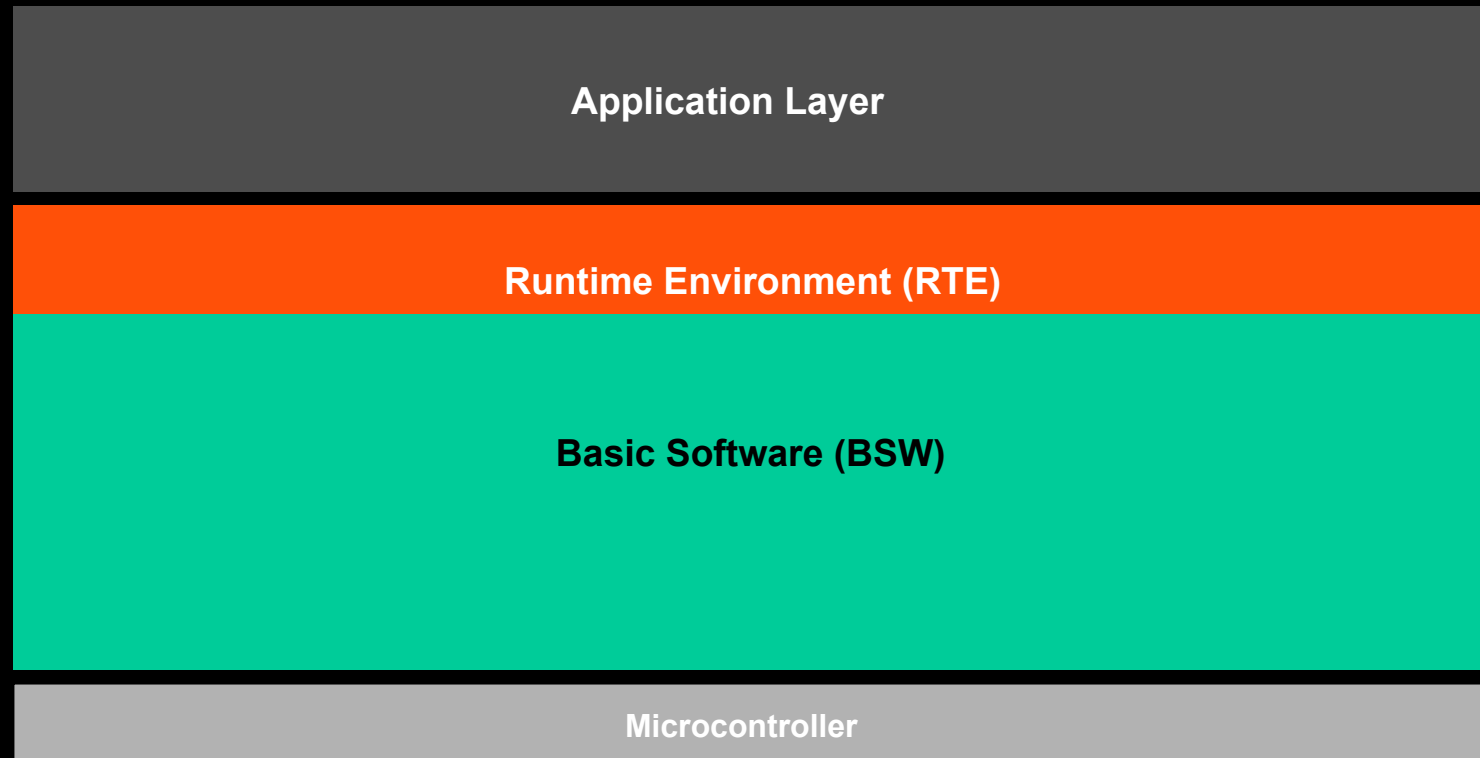 Application Layer
Runtime Environment (RTE)
Basic Software (BSW)
Microcontroller